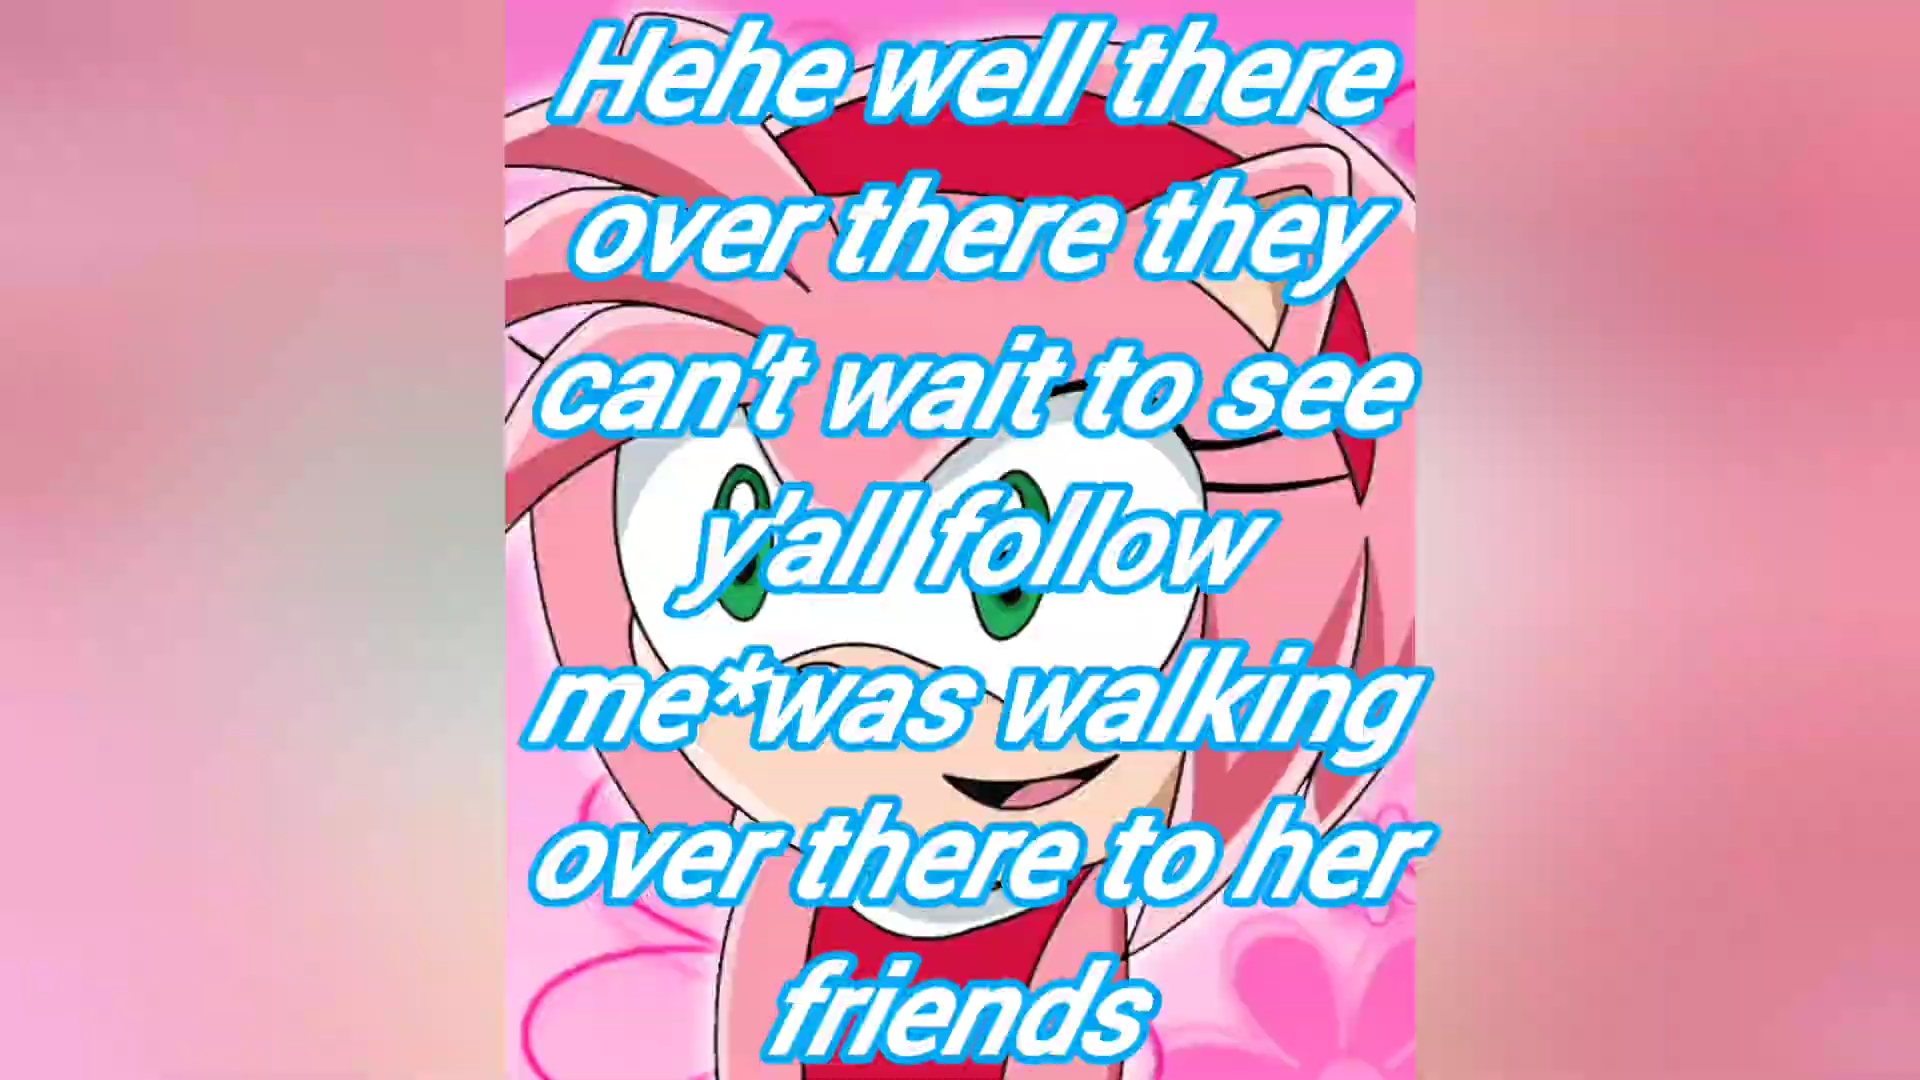 Hehe well there
over there they
can't wait to see
y'all follow
me*was walking
over there to her
friends